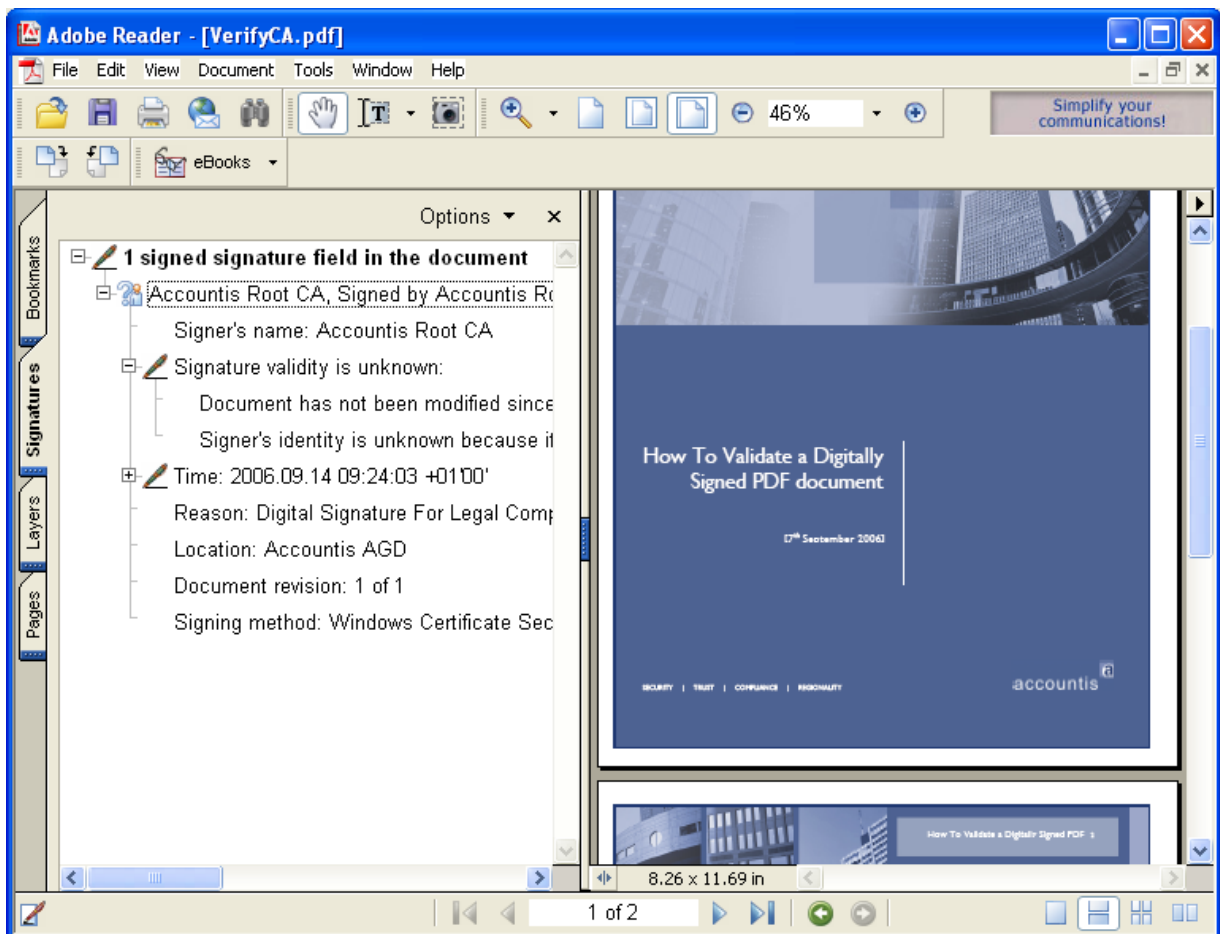 Adobe Reader - [VerifyCA.pdf]
File Edit View Document Tools Window Help
46%
Simplify your
communications!
eBooks
Options
Bookmarks
Signatures
Layers
Pages
1 signed signature field in the document
Accountis Root CA, Signed by Accountis Ro
Signer's name: Accountis Root CA
Signature validity is unknown:
Document has not been modified since
Signer's identity is unknown because it
Time: 2006.09.14 09:24:03 +01'00'
Reason: Digital Signature For Legal Comp
Location: Accountis AGD
Document revision: 1 of 1
Signing method: Windows Certificate Sec
How To Validate a Digitally
Signed PDF document
[7th September 2006]
SECURITY | TRUST | COMPLIANCE | REGIONALITY
accountis a
How To Validate a Digitally Signed PDF
8.26 x 11.69 in
1 of 2